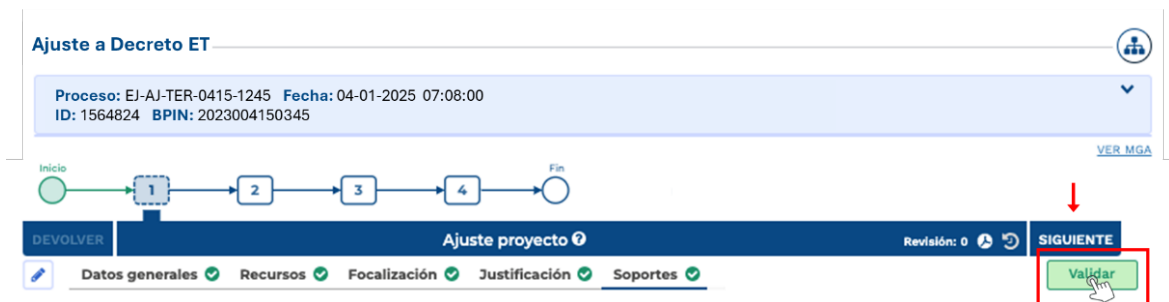 Ajuste a Decreto ET
Proceso: EJ-AJ-TER-0415-1245 Fecha: 04-01-2025 07:08:00
ID: 1564824 BPIN: 2023004150345
VER MGA
Inicio 1 2 3 4 Fin
DEVOLVER Ajuste proyecto Revisión: 0 SIGUIENTE
Datos generales Recursos Focalización Justificación Soportes Validar